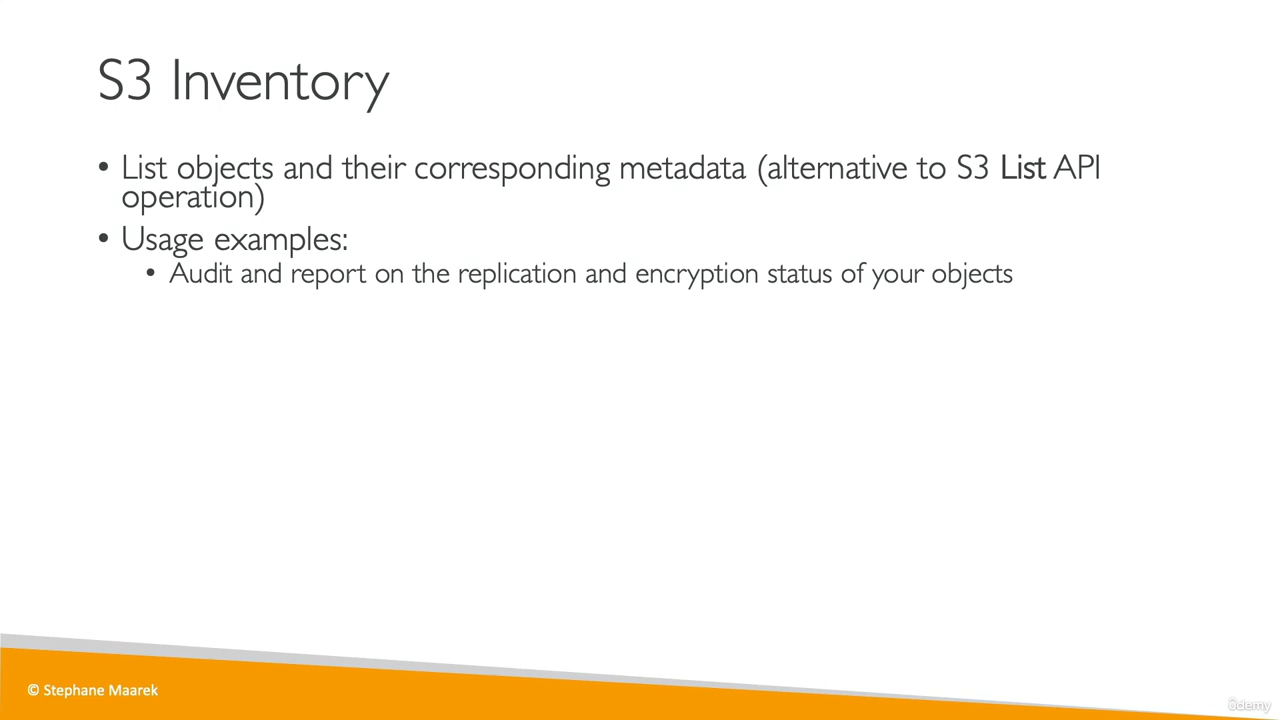 S3 Inventory
• List objects and their corresponding metadata (alternative to S3 List API
operation)
• Usage examples:
• Audit and report on the replication and encryption status of your objects
© Stephane Maarek
ûdemy